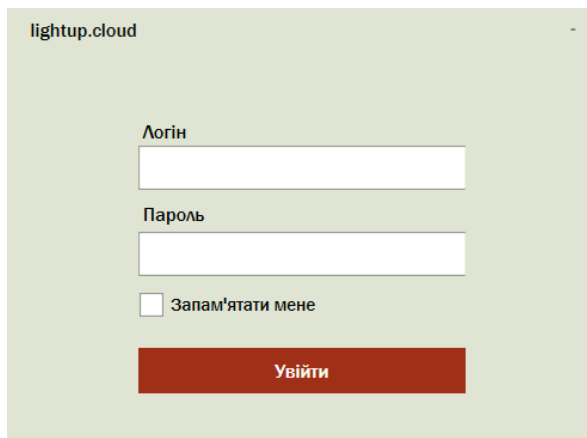 lightup.cloud -
Логін
Пароль
Запам'ятати мене
Увійти